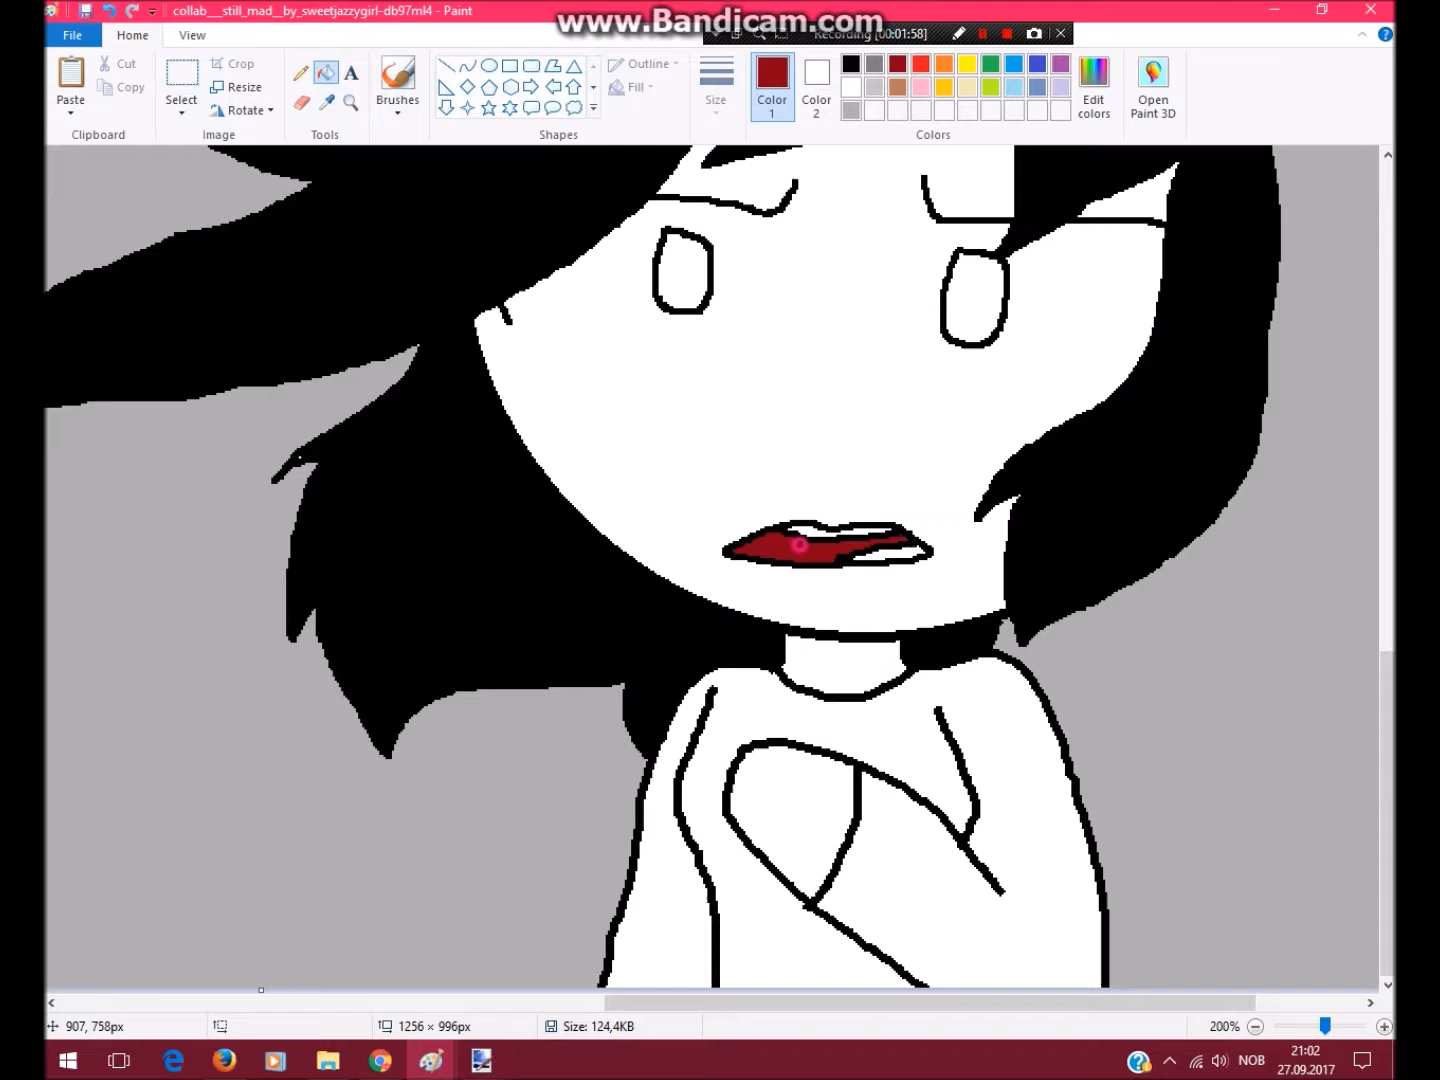 collab___still_mad__by_sweetjazzygirl-db97ml4 - Paint
www.Bandicam.com
Recording [00:01:58]
File Home View
Paste
Cut
Copy
Clipboard
Select
Crop
Resize
Rotate
Image
A
Tools
Brushes
Outline
Fill
Shapes
Size
Color 1
Color 2
Edit colors
Colors
Open Paint 3D
907, 758px
1256 × 996px
Size: 124,4KB
200%
NOB
21:02
27.09.2017